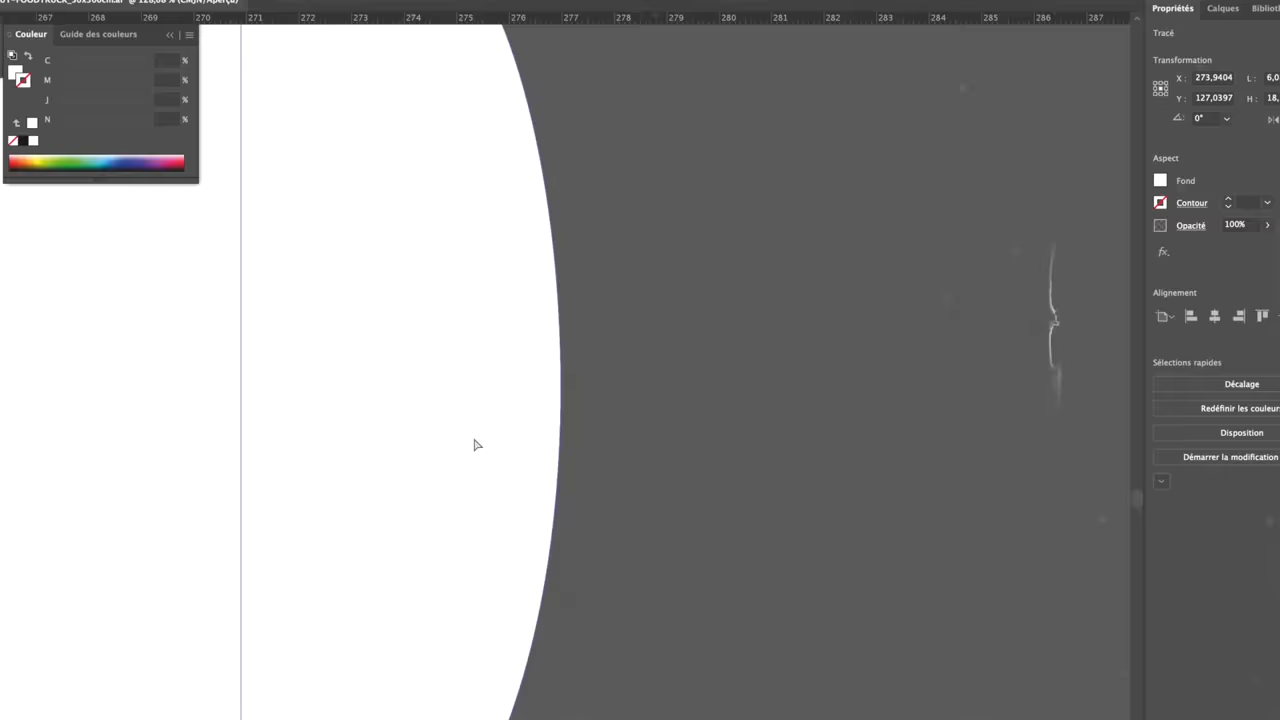 267 268 269 270 271 272 273 274 275 276 277 278 279 280 281 282 283 284 285 286 287
Couleur Guide des couleurs
C %
M %
J %
N %
Propriétés Calques
Tracé
Transformation
X : 273,9404 L : 6,0
Y : 127,0397 H : 18,
0°
Aspect
Fond
Contour
Opacité 100%
fx.
Alignement
Sélections rapides
Décalage
Redéfinir les couleur
Disposition
Démarrer la modification